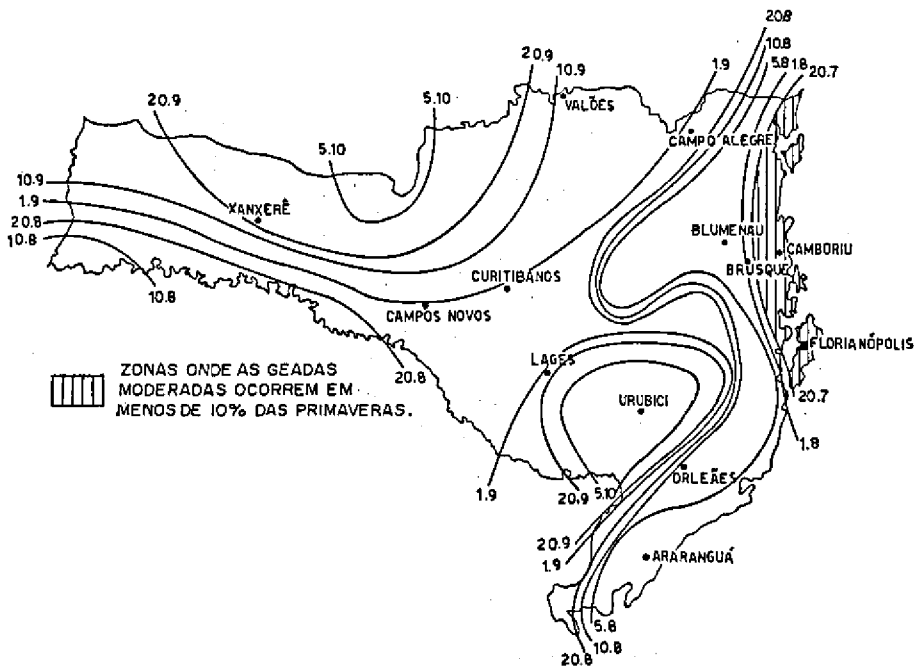 20.8
10.8
5.8
1.8
20.7
1.9
20.9
10.9
VALÕES
5.10
20.9
CAMPO ALEGRE
5.10
10.9
1.9
20.8
10.8
XANXERÊ
BLUMENAU
CAMBORIU
BRUSQUE
CURITIBANOS
10.8
CAMPOS NOVOS
FLORIANÓPOLIS
LAGES
20.8
ZONAS ONDE AS GEADAS
MODERADAS OCORREM EM
MENOS DE 10% DAS PRIMAVERAS.
20.7
URUBICI
1.8
ORLEÃES
1.9
20.9
5.10
20.9
1.9
ARARANGUÁ
5.8
10.8
20.8